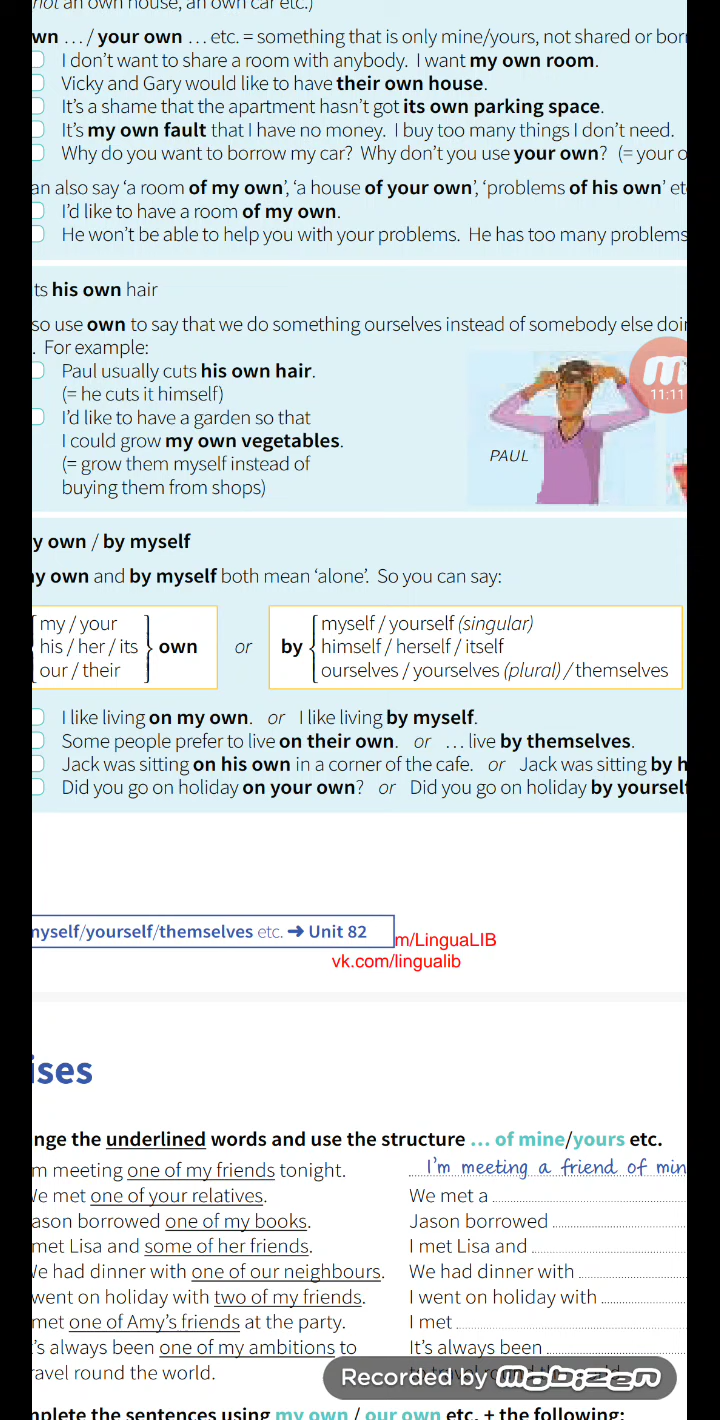 not an own house, an own car etc.)
wn … / your own … etc. = something that is only mine/yours, not shared or bor
I don't want to share a room with anybody. I want my own room.
Vicky and Gary would like to have their own house.
It's a shame that the apartment hasn't got its own parking space.
It's my own fault that I have no money. I buy too many things I don't need.
Why do you want to borrow my car? Why don't you use your own? (= your o
an also say 'a room of my own', 'a house of your own', 'problems of his own' et
I'd like to have a room of my own.
He won't be able to help you with your problems. He has too many problems
ts his own hair
so use own to say that we do something ourselves instead of somebody else doi
. For example:
Paul usually cuts his own hair.
(= he cuts it himself)
I'd like to have a garden so that
I could grow my own vegetables.
(= grow them myself instead of
buying them from shops)
PAUL
11:11
y own / by myself
y own and by myself both mean 'alone'. So you can say:
my / your
his / her / its own
our / their
or
by
myself / yourself (singular)
himself / herself / itself
ourselves / yourselves (plural) / themselves
I like living on my own. or I like living by myself.
Some people prefer to live on their own. or … live by themselves.
Jack was sitting on his own in a corner of the cafe. or Jack was sitting by h
Did you go on holiday on your own? or Did you go on holiday by yoursel
myself/yourself/themselves etc. ➜ Unit 82
m/LinguaLIB
vk.com/lingualib
ises
nge the underlined words and use the structure … of mine/yours etc.
m meeting one of my friends tonight. I'm meeting a friend of min
We met one of your relatives. We met a
ason borrowed one of my books. Jason borrowed
met Lisa and some of her friends. I met Lisa and
We had dinner with one of our neighbours. We had dinner with
went on holiday with two of my friends. I went on holiday with
met one of Amy's friends at the party. I met
's always been one of my ambitions to It's always been
ravel round the world.
Recorded by mobizen
mplete the sentences using my own / our own etc. + the following: